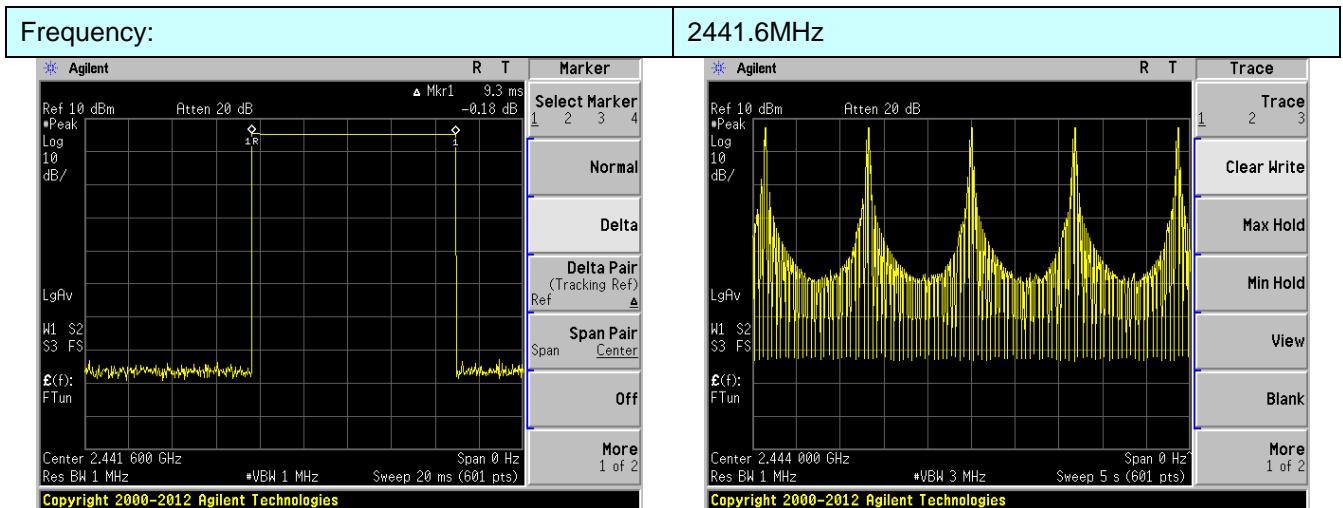 Frequency:
2441.6MHz
Agilent
R T
Marker
Δ Mkr1 9.3 ms
Ref 10 dBm
Atten 20 dB
-0.18 dB
#Peak
Log
10
dB/
1R
1
LgAv
W1 S2
S3 FS
£(f):
FTun
Center 2.441 600 GHz
Span 0 Hz
Res BW 1 MHz
#VBW 1 MHz
Sweep 20 ms (601 pts)
Copyright 2000-2012 Agilent Technologies
Select Marker
1 2 3 4
Normal
Delta
Delta Pair
(Tracking Ref)
Ref Δ
Span Pair
Span Center
Off
More
1 of 2
Agilent
R T
Trace
Ref 10 dBm
Atten 20 dB
#Peak
Log
10
dB/
LgAv
W1 S2
S3 FS
£(f):
FTun
Center 2.444 000 GHz
Span 0 Hz^
Res BW 1 MHz
#VBW 3 MHz
Sweep 5 s (601 pts)
Copyright 2000-2012 Agilent Technologies
Trace
1 2 3
Clear Write
Max Hold
Min Hold
View
Blank
More
1 of 2